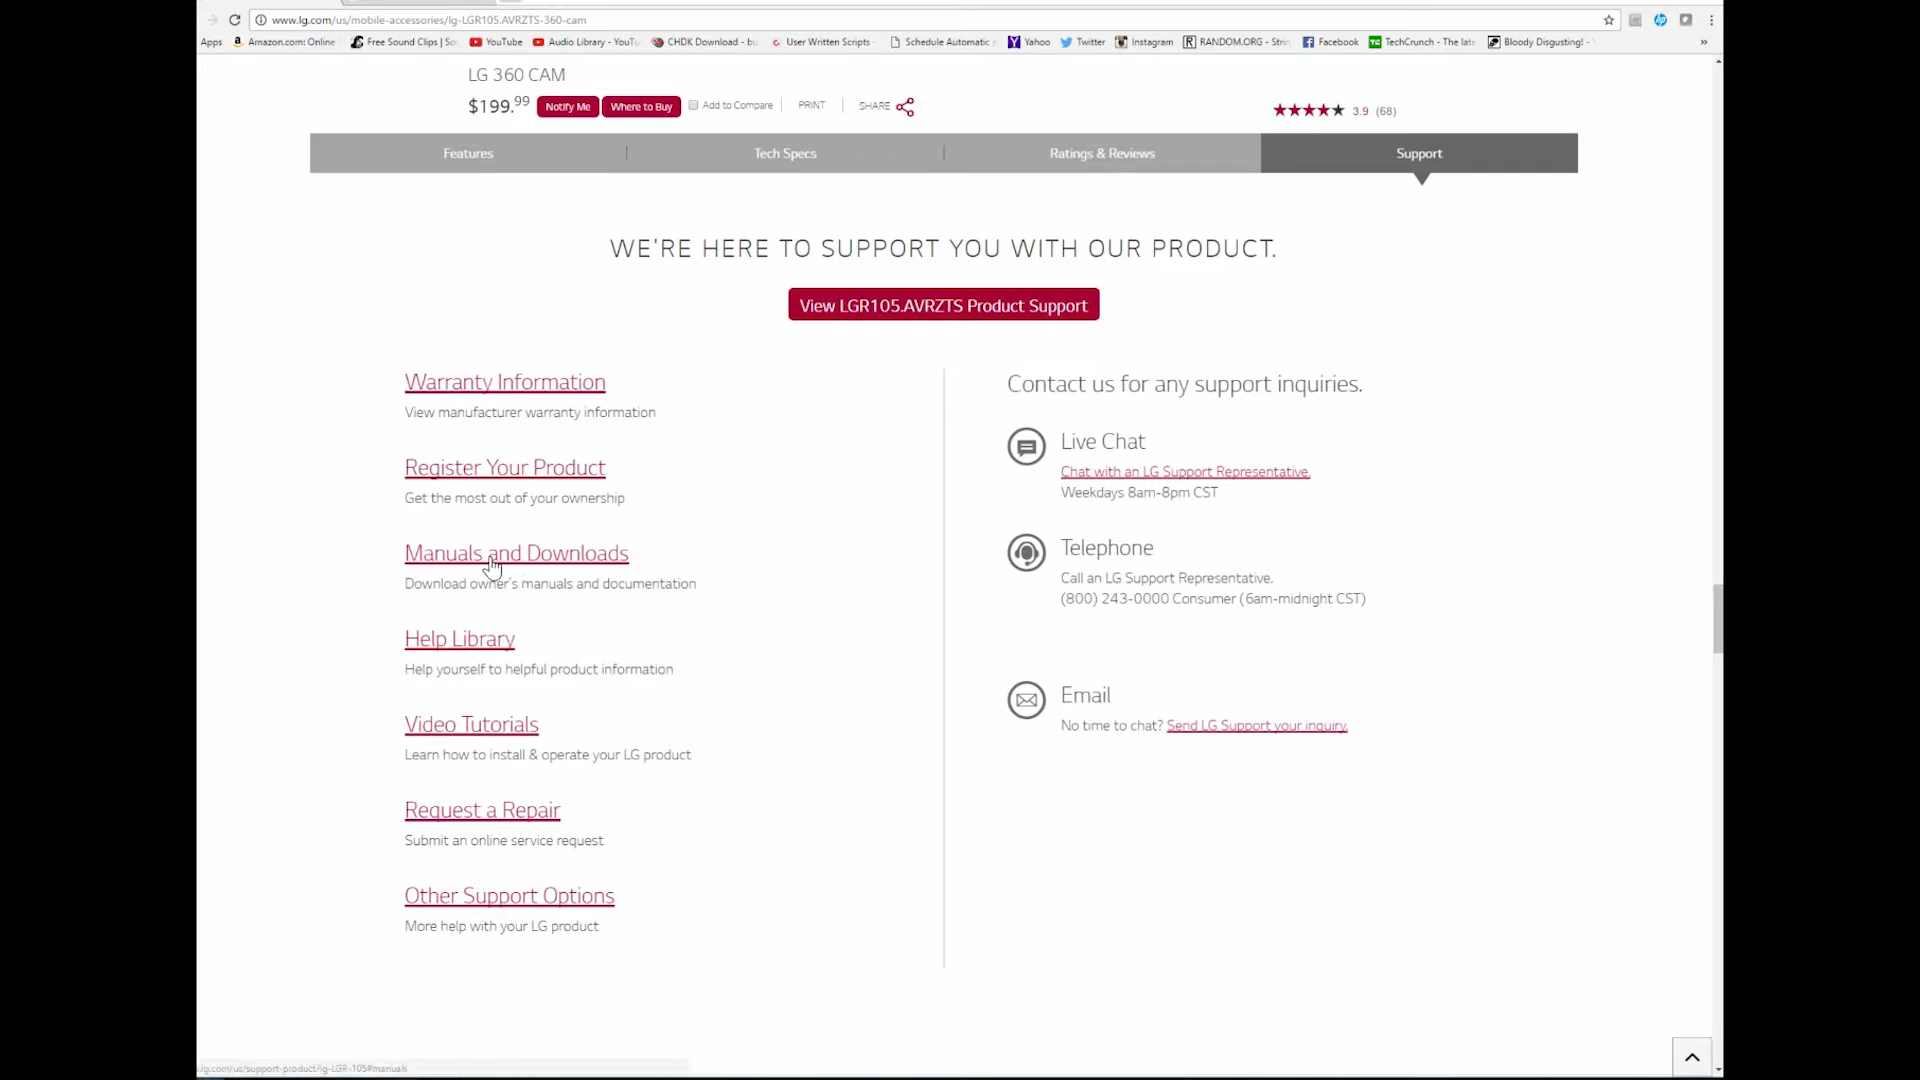 www.lg.com/us/mobile-accessories/lg-LGR105.AVRZTS-360-cam
Apps Amazon.com: Online Free Sound Clips | So YouTube Audio Library - YouTu CHDK Download - bu User Written Scripts - Schedule Automatic s Yahoo Twitter Instagram RANDOM.ORG - Strin Facebook TechCrunch - The late Bloody Disgusting! - »
LG 360 CAM
$199.99 Notify Me Where to Buy Add to Compare PRINT SHARE 3.9 (68)
Features Tech Specs Ratings & Reviews Support
WE'RE HERE TO SUPPORT YOU WITH OUR PRODUCT.
View LGR105.AVRZTS Product Support
Warranty Information
View manufacturer warranty information
Register Your Product
Get the most out of your ownership
Manuals and Downloads
Download owner's manuals and documentation
Help Library
Help yourself to helpful product information
Video Tutorials
Learn how to install & operate your LG product
Request a Repair
Submit an online service request
Other Support Options
More help with your LG product
Contact us for any support inquiries.
Live Chat
Chat with an LG Support Representative.
Weekdays 8am-8pm CST
Telephone
Call an LG Support Representative.
(800) 243-0000 Consumer (6am-midnight CST)
Email
No time to chat? Send LG Support your inquiry.
.lg.com/us/support-product/lg-LGR-105#manuals